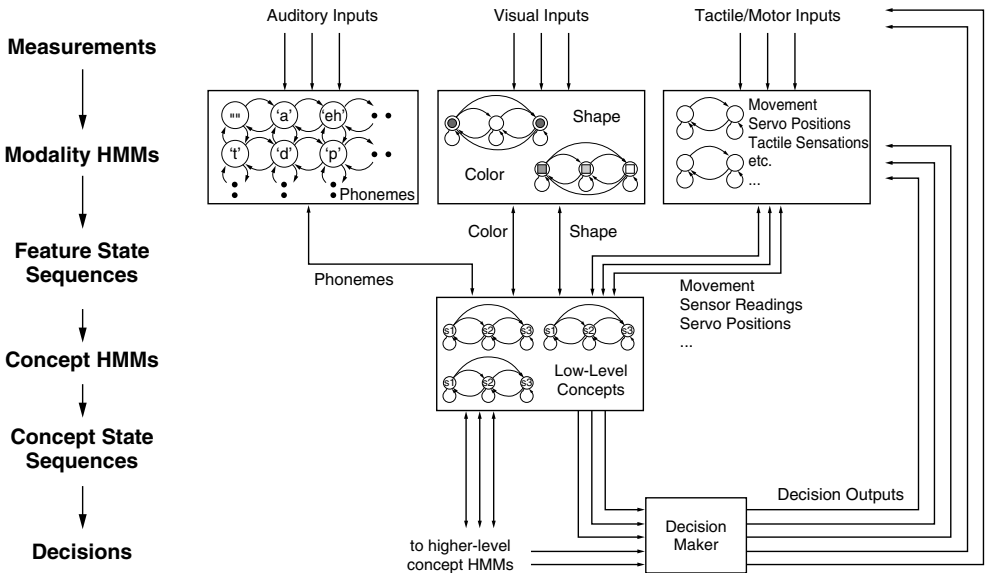 Auditory Inputs
Visual Inputs
Tactile/Motor Inputs
Measurements
Modality HMMs
Feature State
Sequences
Concept HMMs
Concept State
Sequences
Decisions
"" 'a' 'eh'
't' 'd' 'p'
Phonemes
Shape
Color
Movement
Servo Positions
Tactile Sensations
etc.
...
Phonemes
Color
Shape
Movement
Sensor Readings
Servo Positions
...
s1 s2 s3
s1 s2 s3
s1 s2 s3
Low-Level
Concepts
to higher-level
concept HMMs
Decision
Maker
Decision Outputs